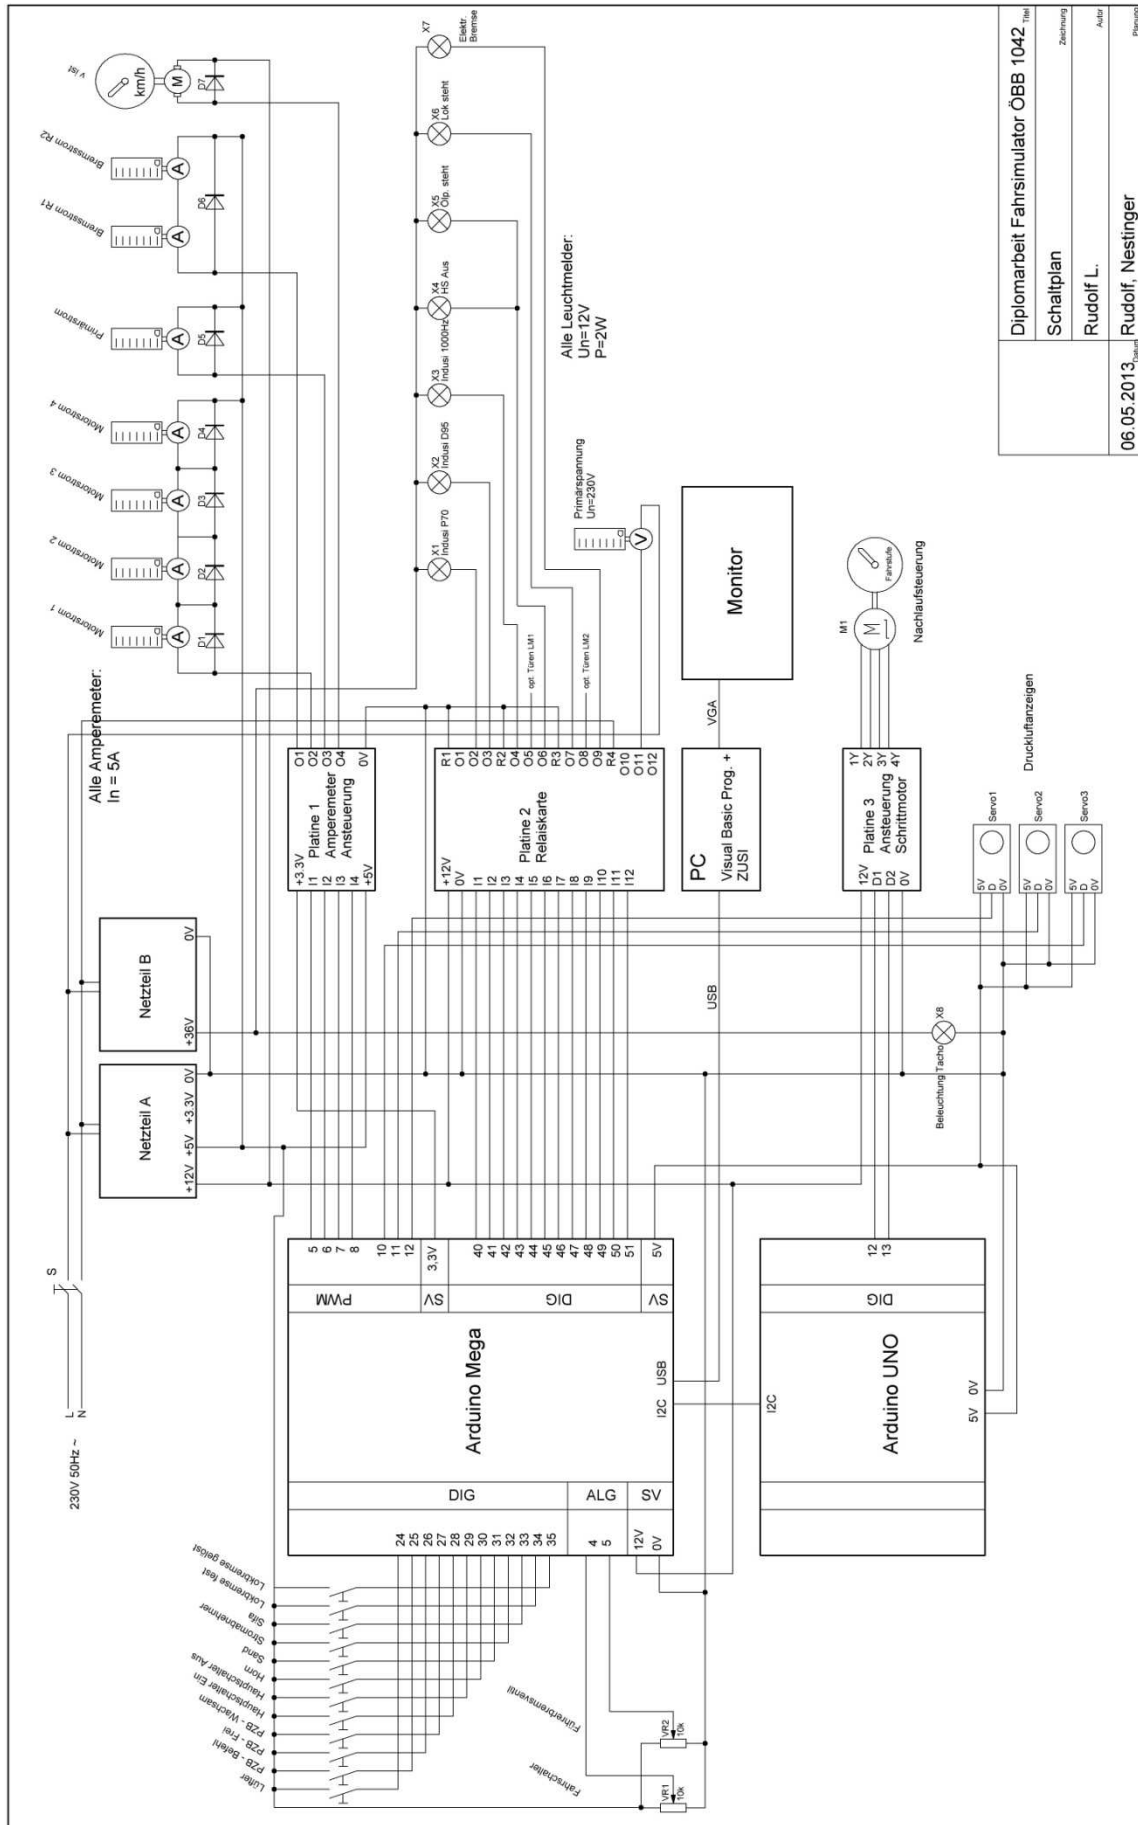 230V 50Hz ~
L
N
S
Netzteil A
+12V
+5V
+3.3V
0V
Netzteil B
+36V
0V
Alle Amperemeter:
In = 5A
Motorstrom 1
Motorstrom 2
Motorstrom 3
Motorstrom 4
Primärstrom
Bremsstrom R1
Bremsstrom R2
v ist
A
A
A
A
A
A
A
M
km/h
D1
D2
D3
D4
D5
D6
D7
Platine 1
Amperemeter
Ansteuerung
+3.3V
I1
I2
I3
I4
+5V
O1
O2
O3
O4
0V
Platine 2
Relaiskarte
+12V
0V
I1
I2
I3
I4
I5
I6
I7
I8
I9
I10
I11
I12
R1
O1
O2
O3
R2
O4
O5
O6
R3
O7
O8
O9
R4
O10
O11
O12
opt. Türen LM1
opt. Türen LM2
X1
Indusi P70
X2
Indusi D95
X3
Indusi 1000Hz
X4
HS Aus
X5
Ölp. steht
X6
Lok steht
X7
Elektr.
Bremse
Alle Leuchtmelder:
Un=12V
P=2W
Primärspannung
Un=230V
V
PC
Visual Basic Prog. +
ZUSI
VGA
Monitor
USB
Platine 3
Ansteuerung
Schrittmotor
12V
D1
D2
0V
1Y
2Y
3Y
4Y
M1
M
Fahrstufe
Nachlaufsteuerung
Druckluftanzeigen
5V
D
0V
Servo1
5V
D
0V
Servo2
5V
D
0V
Servo3
Beleuchtung Tacho
X8
Arduino Mega
PWM
5
6
7
8
10
11
12
SV
3,3V
DIG
40
41
42
43
44
45
46
47
48
49
50
51
SV
5V
USB
I2C
DIG
24
25
26
27
28
29
30
31
32
33
34
35
ALG
4
5
SV
12V
0V
Arduino UNO
DIG
12
13
I2C
5V
0V
Lokbremse gelöst
Lokbremse fest
Sifa
Stromabnehmer
Sand
Horn
Hauptschalter Aus
Hauptschalter Ein
PZB - Wachsam
PZB - Frei
PZB - Befehl
Lüfter
Führerbremsventil
Fahrschalter
VR1
10k
VR2
10k
Diplomarbeit Fahrsimulator ÖBB 1042
Titel
Schaltplan
Zeichnung
Rudolf L.
Autor
06.05.2013
Datum
Rudolf, Nestinger
Planung